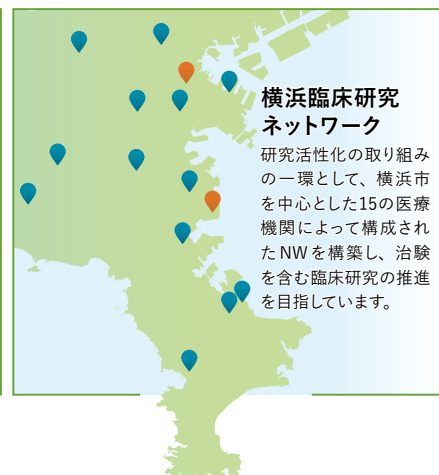 横浜臨床研究
ネットワーク
研究活性化の取り組み
の一環として、横浜市
を中心とした15の医療
機関によって構成され
たNWを構築し、治験
を含む臨床研究の推進
を目指しています。